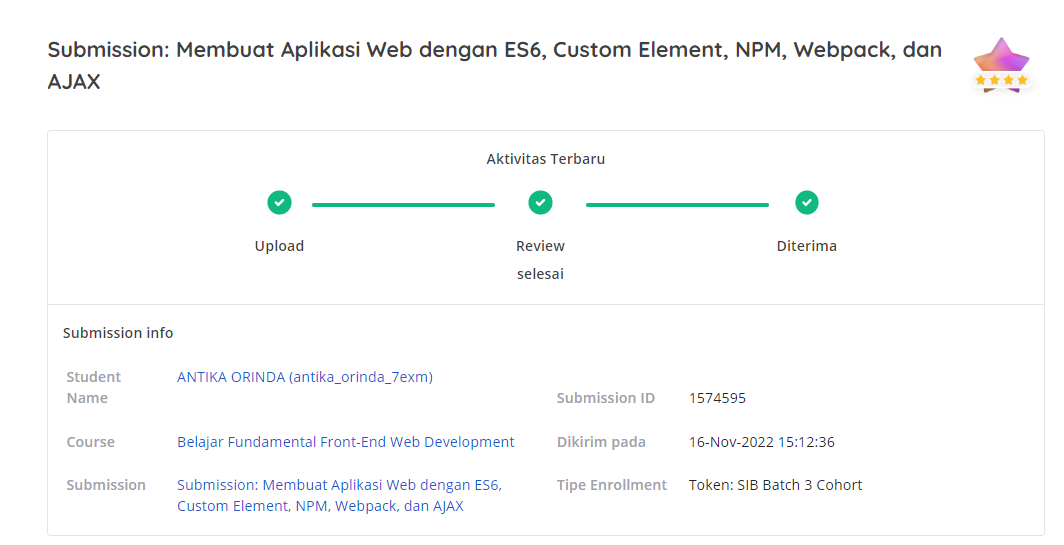 Submission: Membuat Aplikasi Web dengan ES6, Custom Element, NPM, Webpack, dan
AJAX
Aktivitas Terbaru
Upload
Review
selesai
Diterima
Submission info
Student
Name
ANTIKA ORINDA (antika_orinda_7exm)
Submission ID
1574595
Course
Belajar Fundamental Front-End Web Development
Dikirim pada
16-Nov-2022 15:12:36
Submission
Submission: Membuat Aplikasi Web dengan ES6,
Custom Element, NPM, Webpack, dan AJAX
Tipe Enrollment
Token: SIB Batch 3 Cohort